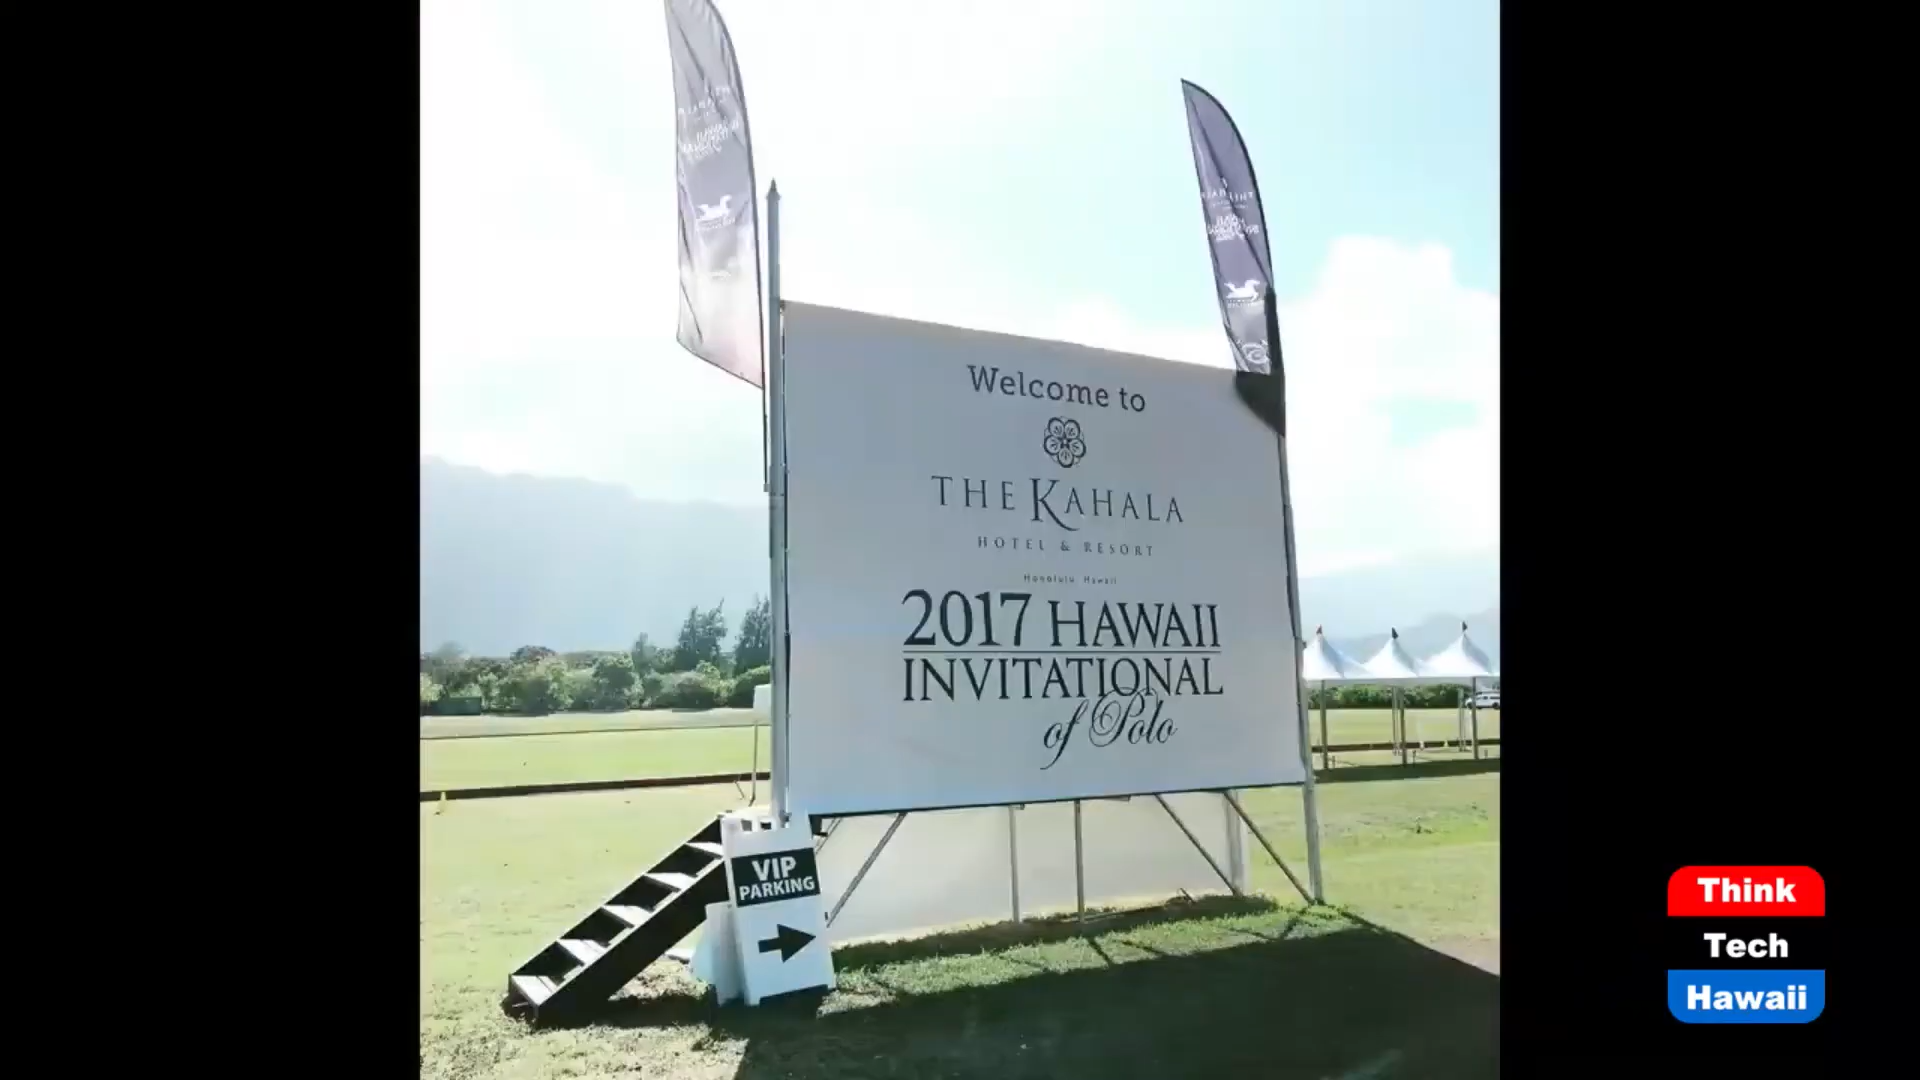 Welcome to
THE KAHALA
HOTEL & RESORT
Honolulu, Hawaii
2017 HAWAII
INVITATIONAL
of Polo
VIP
PARKING
Think
Tech
Hawaii